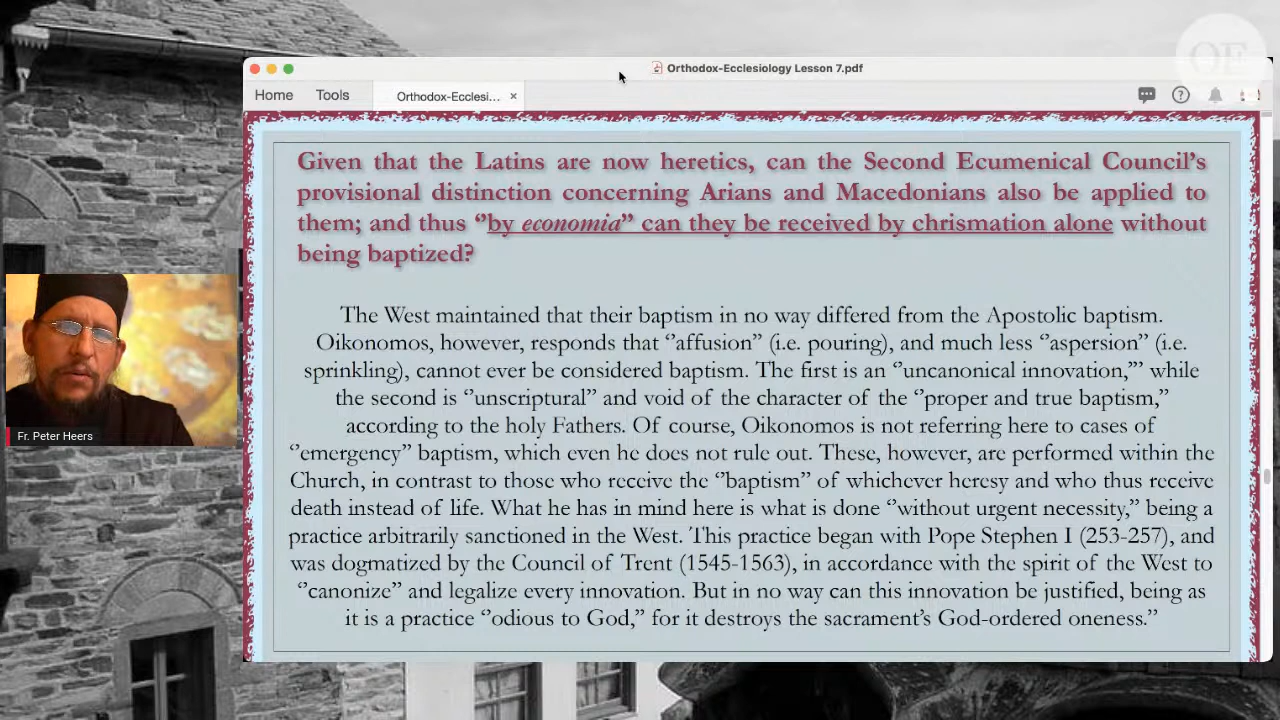 OE
Orthodox-Ecclesiology Lesson 7.pdf
Home Tools Orthodox-Ecclesi... ×
Given that the Latins are now heretics, can the Second Ecumenical Council’s
provisional distinction concerning Arians and Macedonians also be applied to
them; and thus “by economia” can they be received by chrismation alone without
being baptized?
The West maintained that their baptism in no way differed from the Apostolic baptism.
Oikonomos, however, responds that “affusion” (i.e. pouring), and much less “aspersion” (i.e.
sprinkling), cannot ever be considered baptism. The first is an “uncanonical innovation,”’ while
the second is “unscriptural” and void of the character of the “proper and true baptism,”
according to the holy Fathers. Of course, Oikonomos is not referring here to cases of
“emergency” baptism, which even he does not rule out. These, however, are performed within the
Church, in contrast to those who receive the “baptism” of whichever heresy and who thus receive
death instead of life. What he has in mind here is what is done “without urgent necessity,” being a
practice arbitrarily sanctioned in the West. This practice began with Pope Stephen I (253-257), and
was dogmatized by the Council of Trent (1545-1563), in accordance with the spirit of the West to
“canonize” and legalize every innovation. But in no way can this innovation be justified, being as
it is a practice “odious to God,” for it destroys the sacrament’s God-ordered oneness.”
Fr. Peter Heers